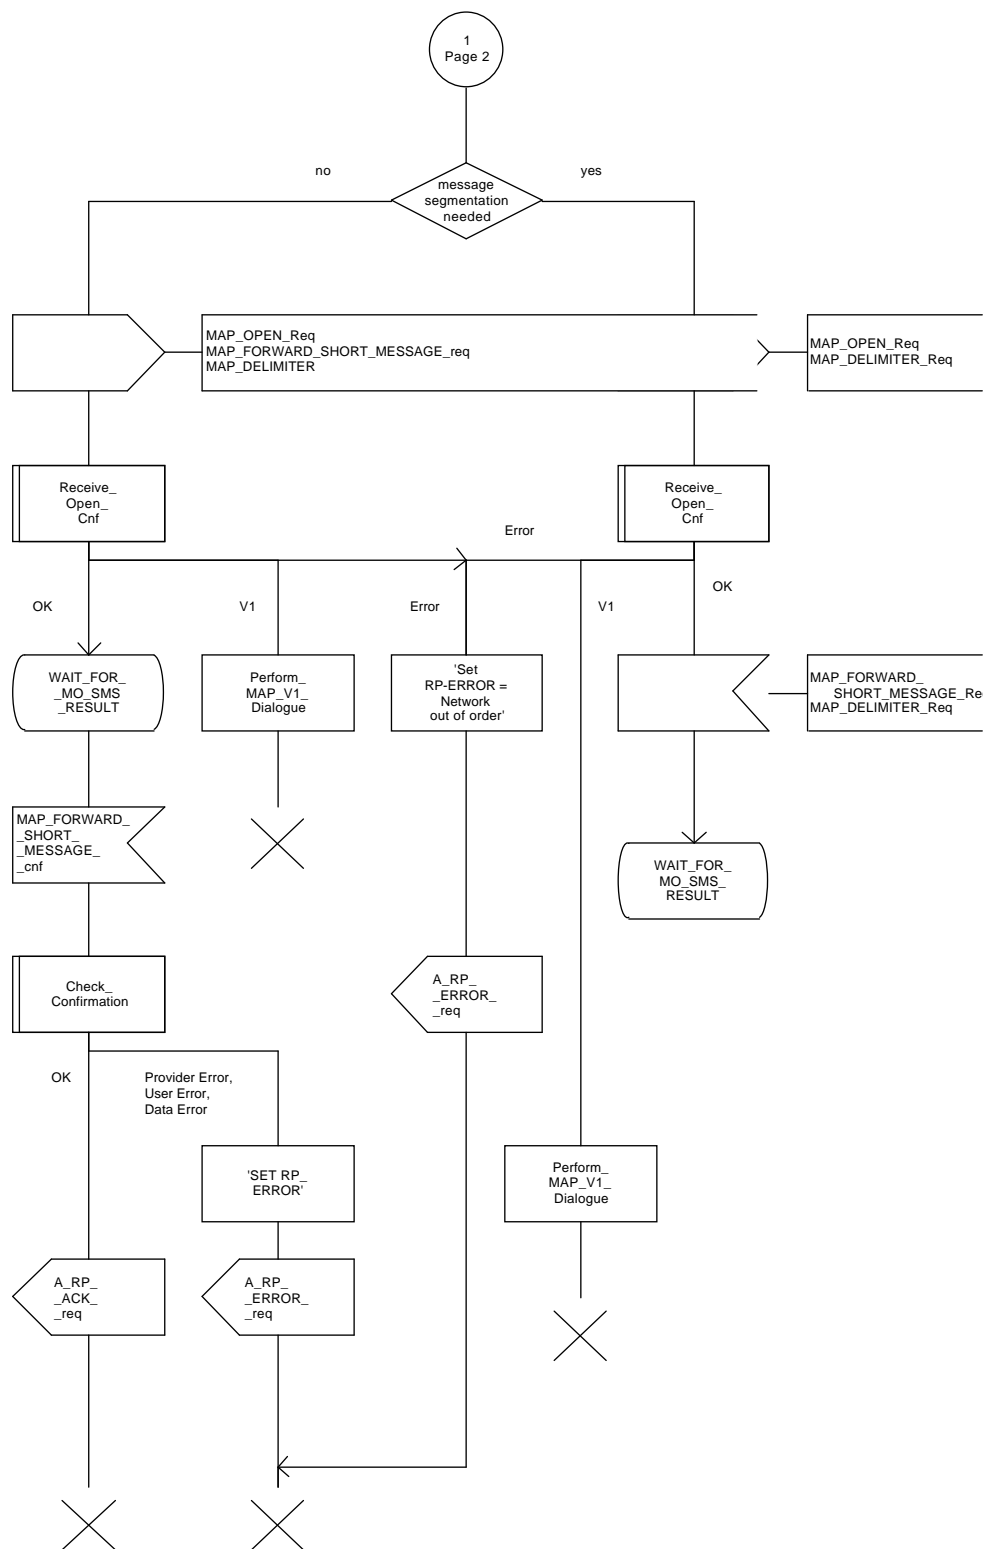 1
Page 2
no
yes
message
segmentation
needed
MAP_OPEN_Req
MAP_FORWARD_SHORT_MESSAGE_req
MAP_DELIMITER
MAP_OPEN_Req
MAP_DELIMITER_Req
Receive_
Open_
Cnf
Receive_
Open_
Cnf
Error
OK
V1
Error
V1
OK
WAIT_FOR_
_MO_SMS
_RESULT
Perform_
MAP_V1_
Dialogue
'Set
RP-ERROR =
Network
out of order'
MAP_FORWARD_
SHORT_MESSAGE_Re
MAP_DELIMITER_Req
MAP_FORWARD_
_SHORT_
_MESSAGE_
_cnf
WAIT_FOR_
MO_SMS_
RESULT
Check_
Confirmation
A_RP_
_ERROR_
_req
OK
Provider Error,
User Error,
Data Error
'SET RP_
ERROR'
Perform_
MAP_V1_
Dialogue
A_RP_
_ACK_
_req
A_RP_
_ERROR_
_req